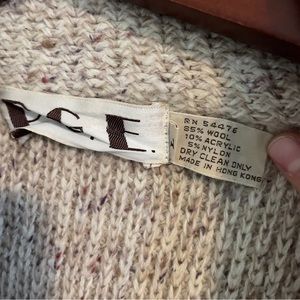 P.G.E.
RN 54476
85% WOOL
10% ACRYLIC
5% NYLON
DRY CLEAN ONLY
MADE IN HONG KONG